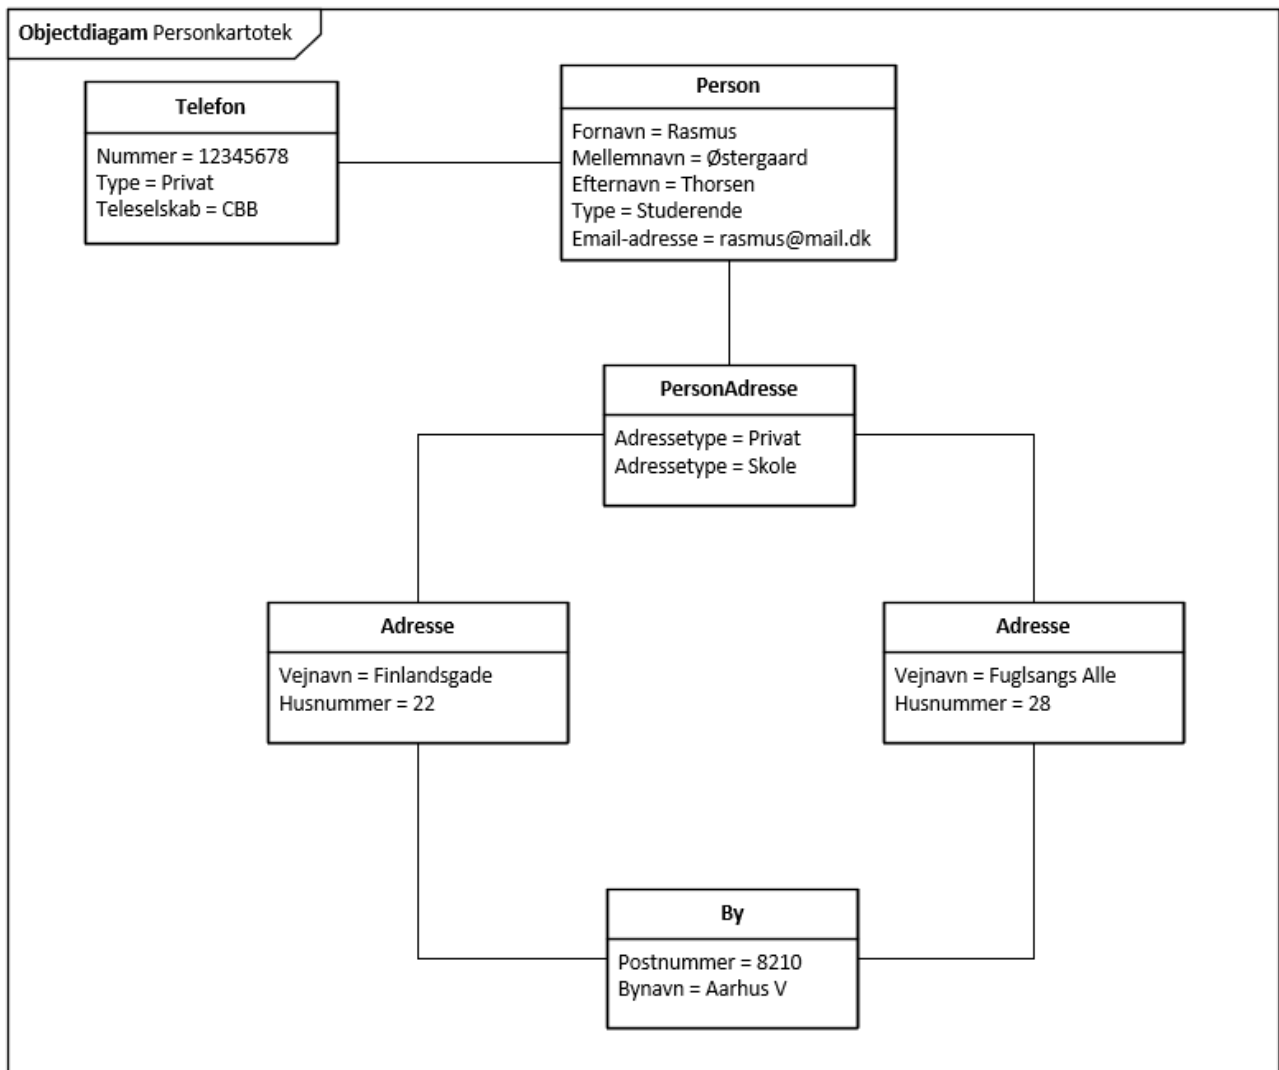 Objectdiagam Personkartotek
Telefon
Nummer = 12345678
Type = Privat
Teleselskab = CBB
Person
Fornavn = Rasmus
Mellemnavn = Østergaard
Efternavn = Thorsen
Type = Studerende
Email-adresse = rasmus@mail.dk
PersonAdresse
Adressetype = Privat
Adressetype = Skole
Adresse
Vejnavn = Finlandsgade
Husnummer = 22
Adresse
Vejnavn = Fuglsangs Alle
Husnummer = 28
By
Postnummer = 8210
Bynavn = Aarhus V